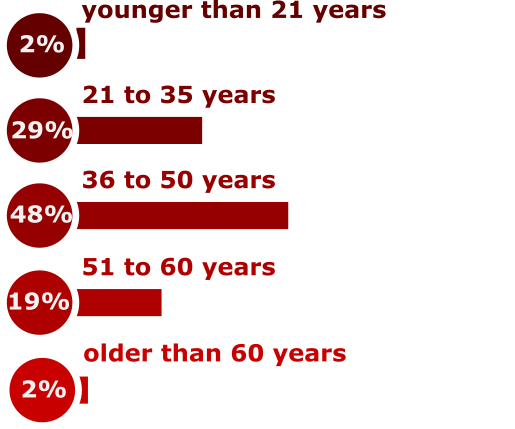 younger than 21 years
2%
21 to 35 years
29%
36 to 50 years
48%
51 to 60 years
19%
older than 60 years
2%